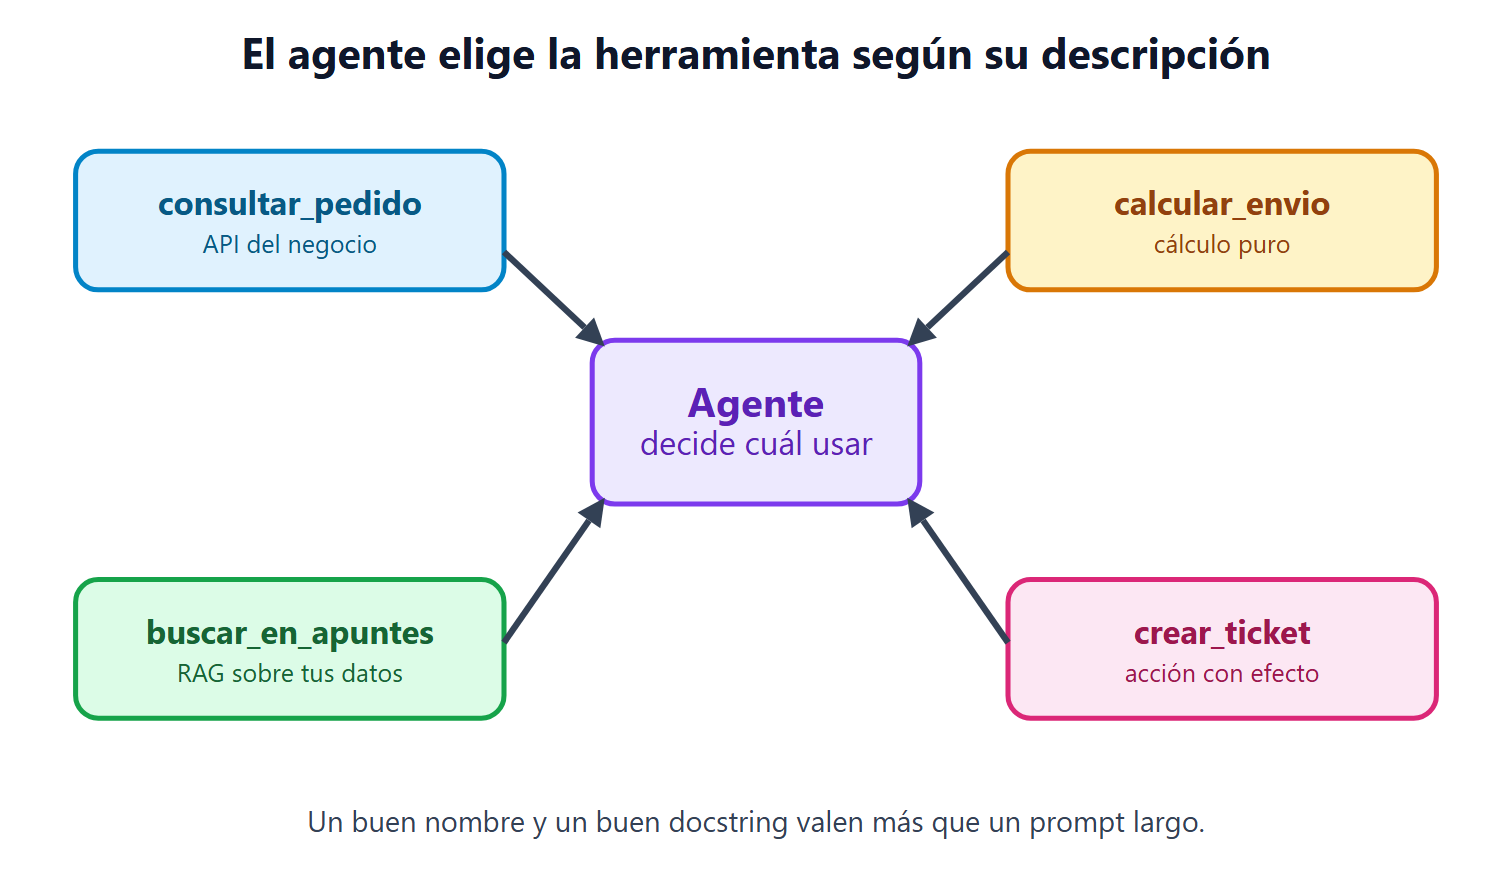 El agente elige la herramienta según su descripción
consultar_pedido
API del negocio
calcular_envio
cálculo puro
Agente
decide cuál usar
buscar_en_apuntes
RAG sobre tus datos
crear_ticket
acción con efecto
Un buen nombre y un buen docstring valen más que un prompt largo.